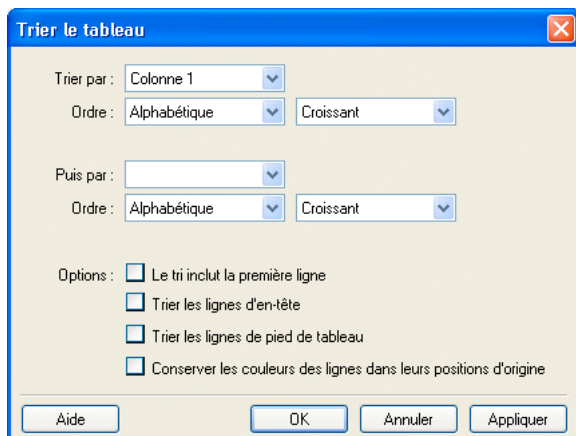 Trier le tableau
Trier par : Colonne 1
Ordre : Alphabétique Croissant
Puis par :
Ordre : Alphabétique Croissant
Options : Le tri inclut la première ligne
Trier les lignes d'en-tête
Trier les lignes de pied de tableau
Conserver les couleurs des lignes dans leurs positions d'origine
Aide OK Annuler Appliquer